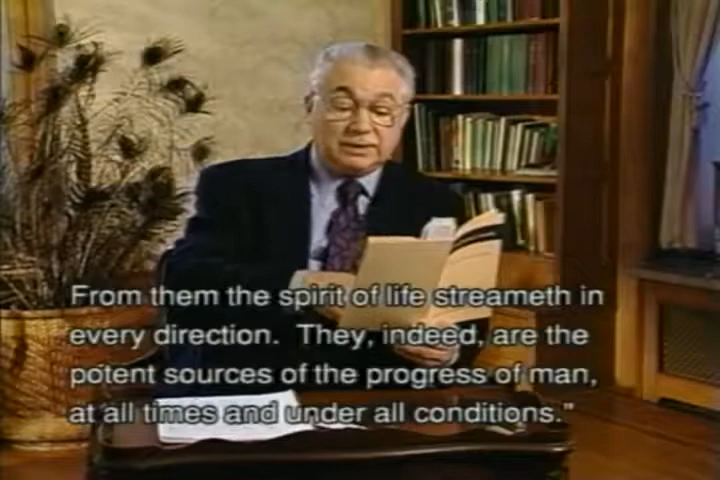 From them the spirit of life streameth in
every direction. They, indeed, are the
potent sources of the progress of man,
at all times and under all conditions."